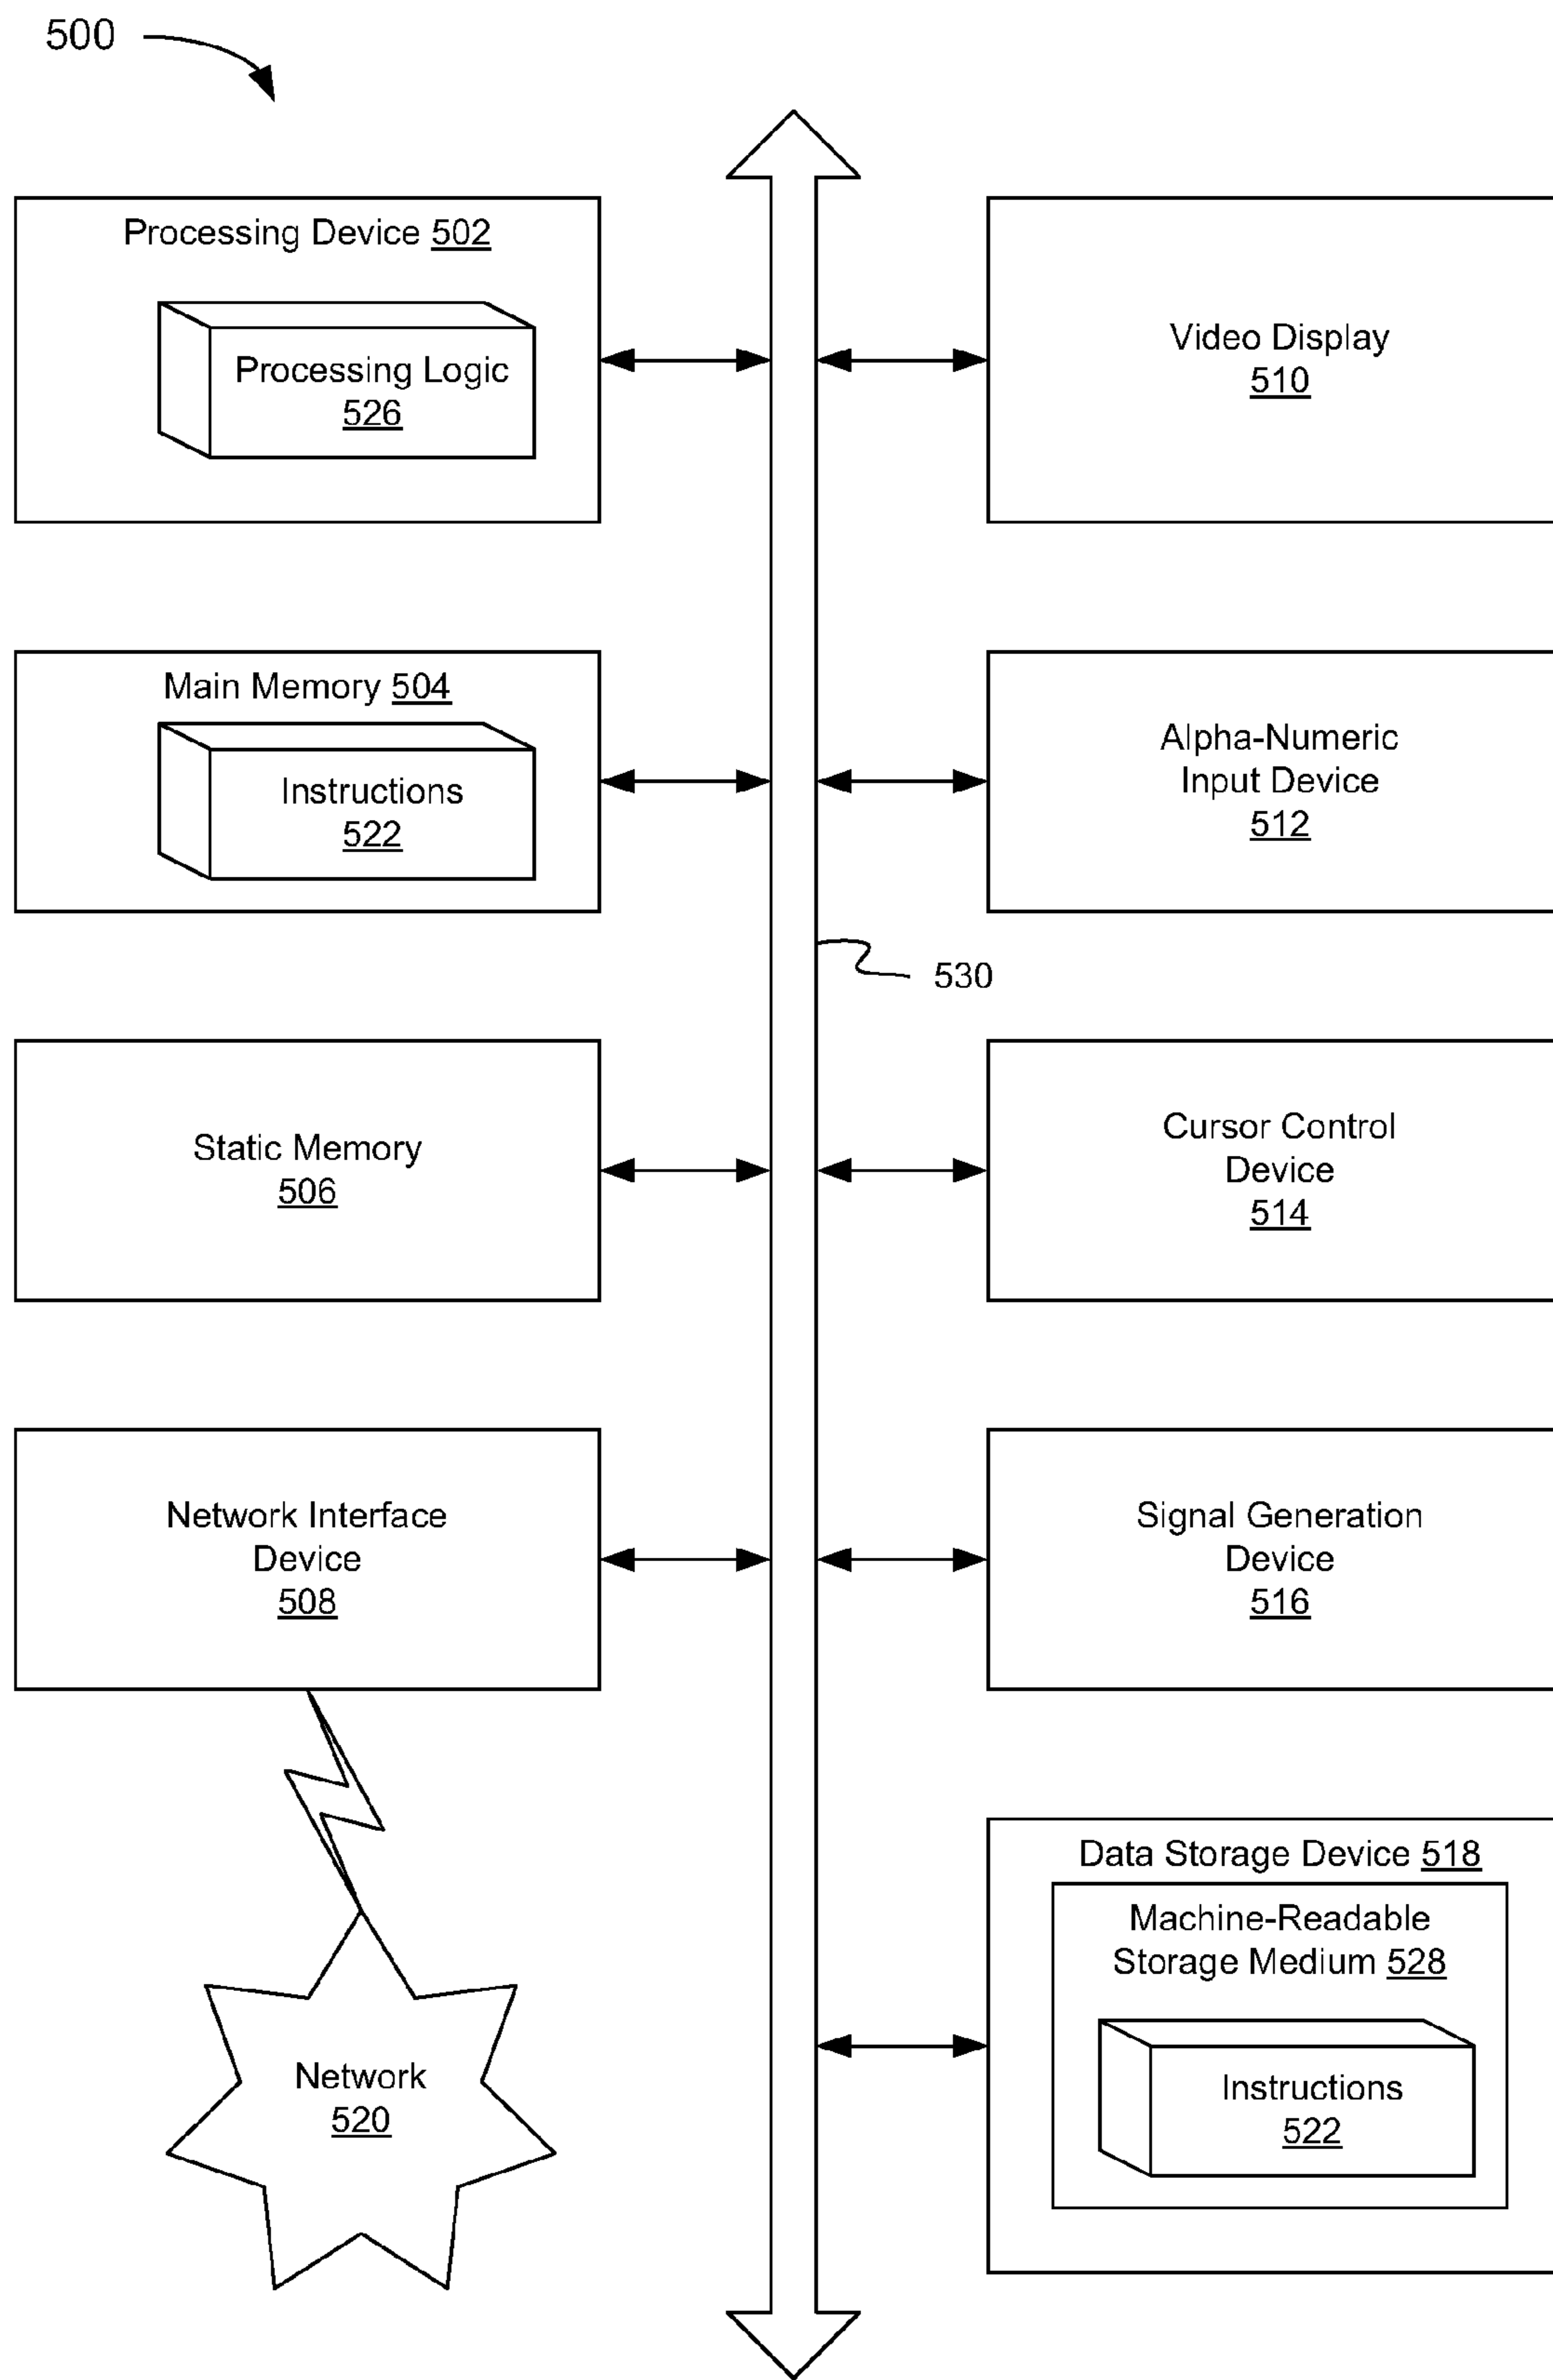 500
Processing Device 502
Processing Logic
526
Video Display
510
Main Memory 504
Instructions
522
Alpha-Numeric
Input Device
512
530
Static Memory
506
Cursor Control
Device
514
Network Interface
Device
508
Signal Generation
Device
516
Data Storage Device 518
Machine-Readable
Storage Medium 528
Instructions
522
Network
520